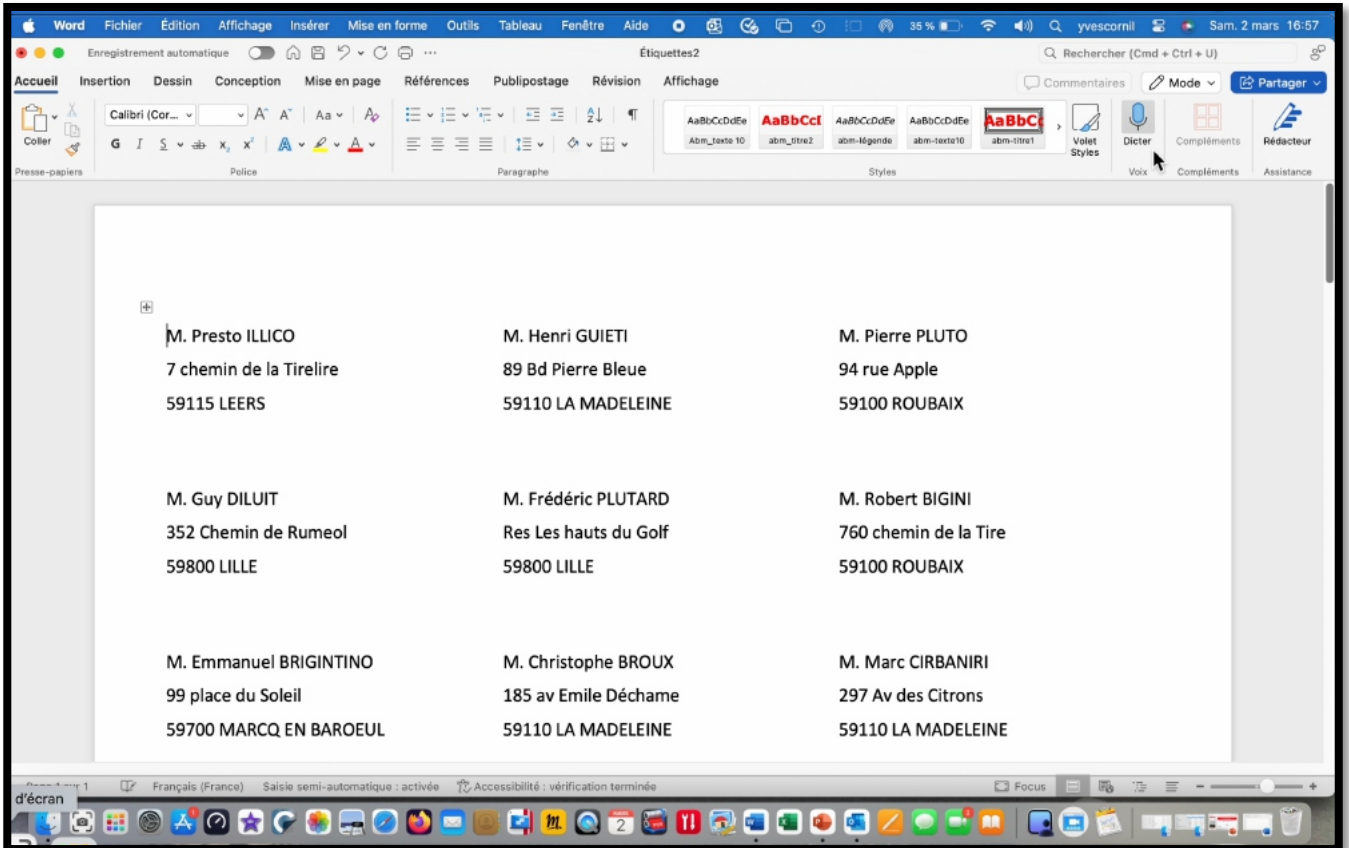 Word Fichier Édition Affichage Insérer Mise en forme Outils Tableau Fenêtre Aide 35 % yvescornil Sam. 2 mars 16:57
Enregistrement automatique Étiquettes2 Rechercher (Cmd + Ctrl + U)
Accueil Insertion Dessin Conception Mise en page Références Publipostage Révision Affichage Commentaires Mode Partager
Calibri (Cor... Aa AaBbCcDdEe AaBbCcI AaBbCcDdEe AaBbCcDdEe AaBbCc
Coller G I S ab x, x² A A Abm_texte 10 abm_titre2 abm-légende abm-texte10 abm-titre1 Volet Styles Dicter Compléments Rédacteur
Presse-papiers Police Paragraphe Styles Voix Compléments Assistance
M. Presto ILLICO M. Henri GUIETI M. Pierre PLUTO
7 chemin de la Tirelire 89 Bd Pierre Bleue 94 rue Apple
59115 LEERS 59110 LA MADELEINE 59100 ROUBAIX
M. Guy DILUIT M. Frédéric PLUTARD M. Robert BIGINI
352 Chemin de Rumeol Res Les hauts du Golf 760 chemin de la Tire
59800 LILLE 59800 LILLE 59100 ROUBAIX
M. Emmanuel BRIGINTINO M. Christophe BROUX M. Marc CIRBANIRI
99 place du Soleil 185 av Emile Déchame 297 Av des Citrons
59700 MARCQ EN BAROEUL 59110 LA MADELEINE 59110 LA MADELEINE
Français (France) Saisie semi-automatique : activée Accessibilité : vérification terminée Focus
d'écran